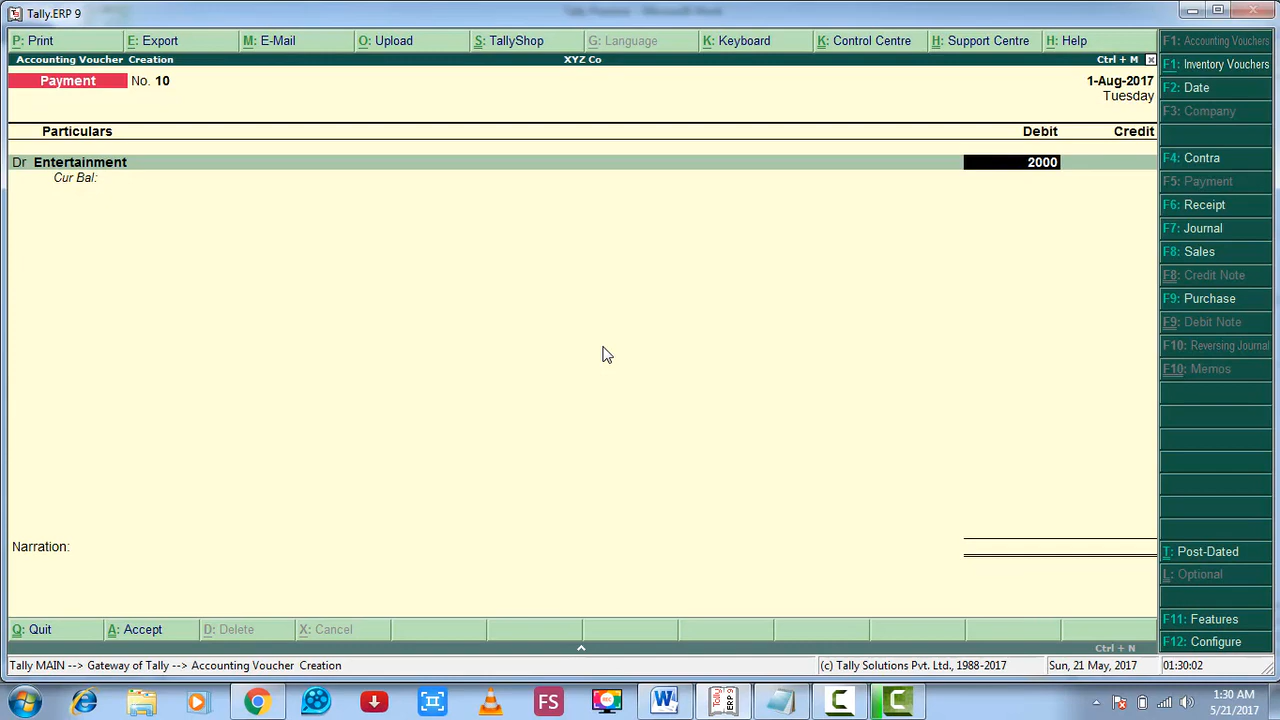 Tally.ERP 9
P: Print E: Export M: E-Mail O: Upload S: TallyShop G: Language K: Keyboard K: Control Centre H: Support Centre H: Help
Accounting Voucher Creation XYZ Co Ctrl + M
Payment No. 10 1-Aug-2017
Tuesday
Particulars Debit Credit
Dr Entertainment 2000
Cur Bal:
Narration:
F1: Accounting Vouchers
F1: Inventory Vouchers
F2: Date
F3: Company
F4: Contra
F5: Payment
F6: Receipt
F7: Journal
F8: Sales
F8: Credit Note
F9: Purchase
F9: Debit Note
F10: Reversing Journal
F10: Memos
T: Post-Dated
L: Optional
F11: Features
F12: Configure
Q: Quit A: Accept D: Delete X: Cancel
Ctrl + N
Tally MAIN --> Gateway of Tally --> Accounting Voucher Creation (c) Tally Solutions Pvt. Ltd., 1988-2017 Sun, 21 May, 2017 01:30:02
FS
REC
W
Tally
ERP 9
1:30 AM
5/21/2017